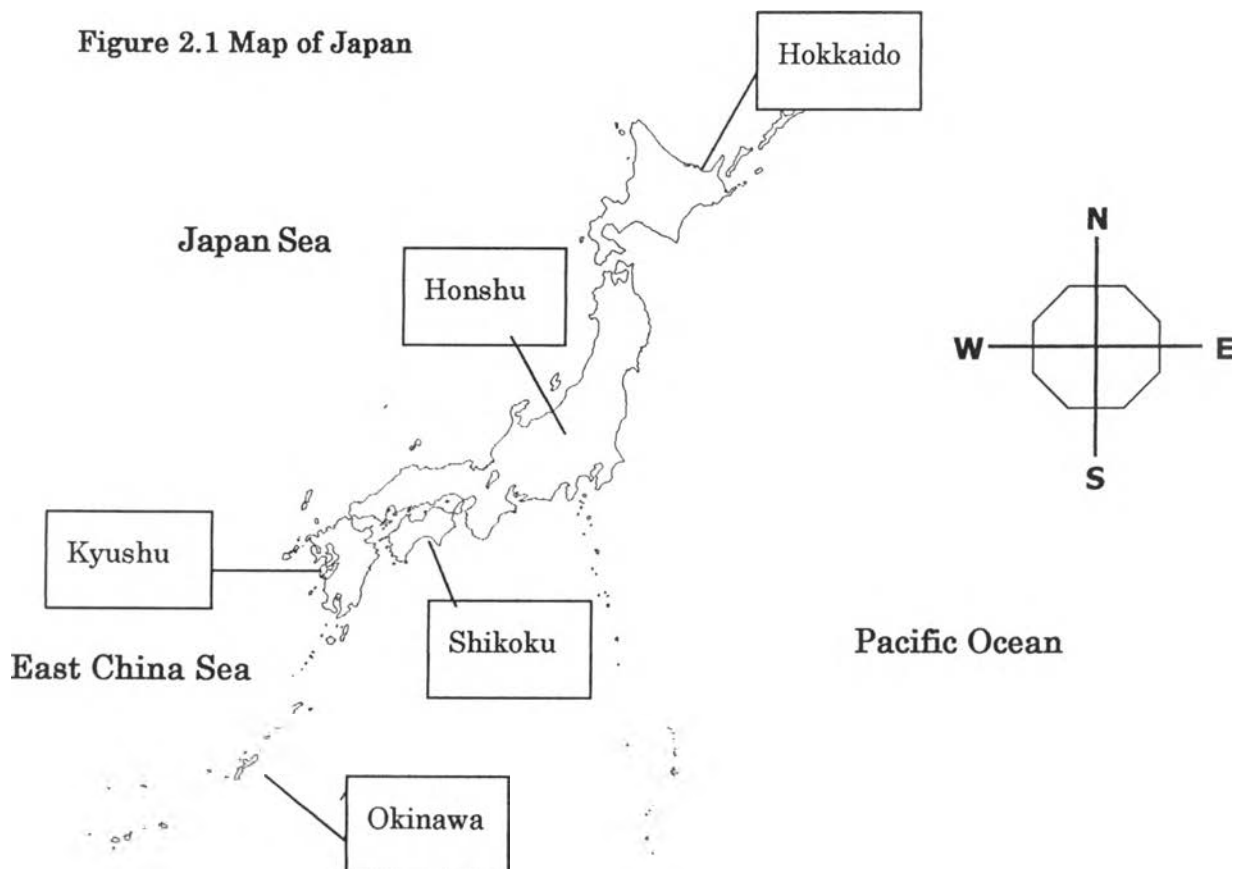 Figure 2.1 Map of Japan
Hokkaido
Japan Sea
Honshu
N
W
E
S
Kyushu
Shikoku
East China Sea
Pacific Ocean
Okinawa